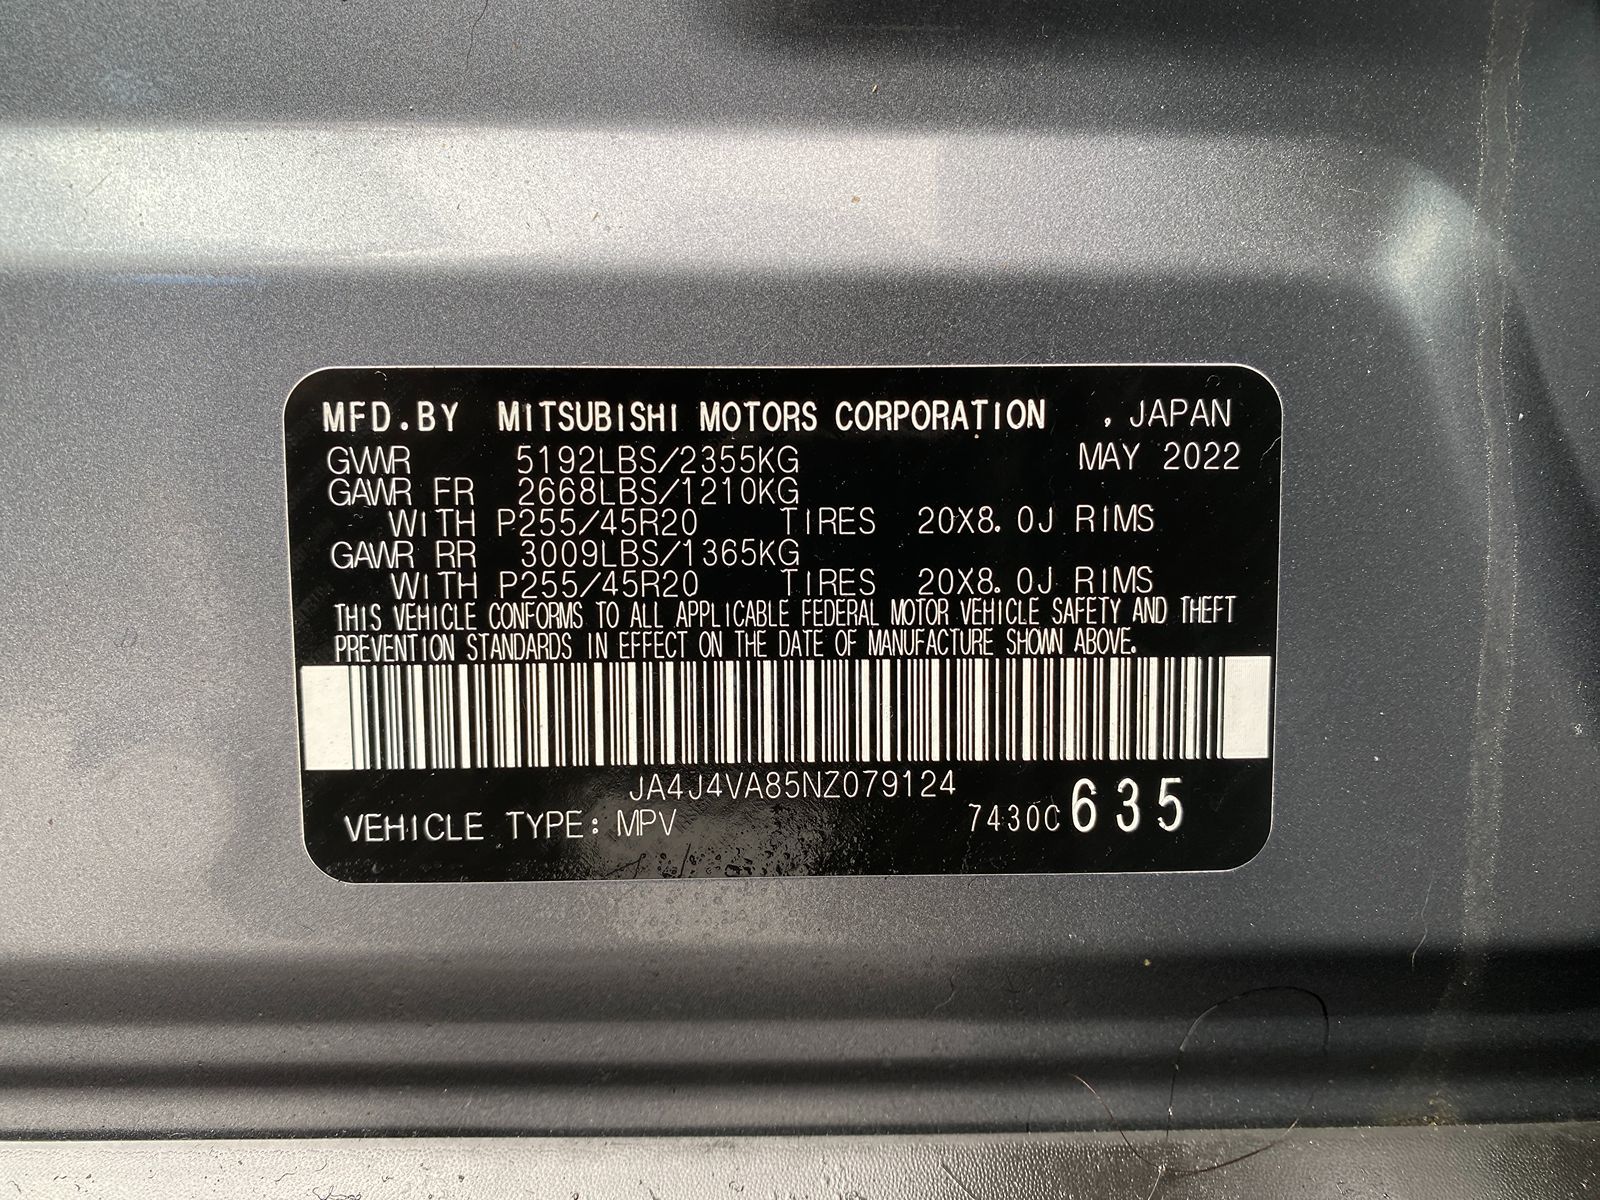 MFD.BY MITSUBISHI MOTORS CORPORATION , JAPAN
GVWR 5192LBS/2355KG MAY 2022
GAWR FR 2668LBS/1210KG
WITH P255/45R20 TIRES 20X8.0J RIMS
GAWR RR 3009LBS/1365KG
WITH P255/45R20 TIRES 20X8.0J RIMS
THIS VEHICLE CONFORMS TO ALL APPLICABLE FEDERAL MOTOR VEHICLE SAFETY AND THEFT
PREVENTION STANDARDS IN EFFECT ON THE DATE OF MANUFACTURE SHOWN ABOVE.
JA4J4VA85NZ079124
VEHICLE TYPE: MPV 7430C 635